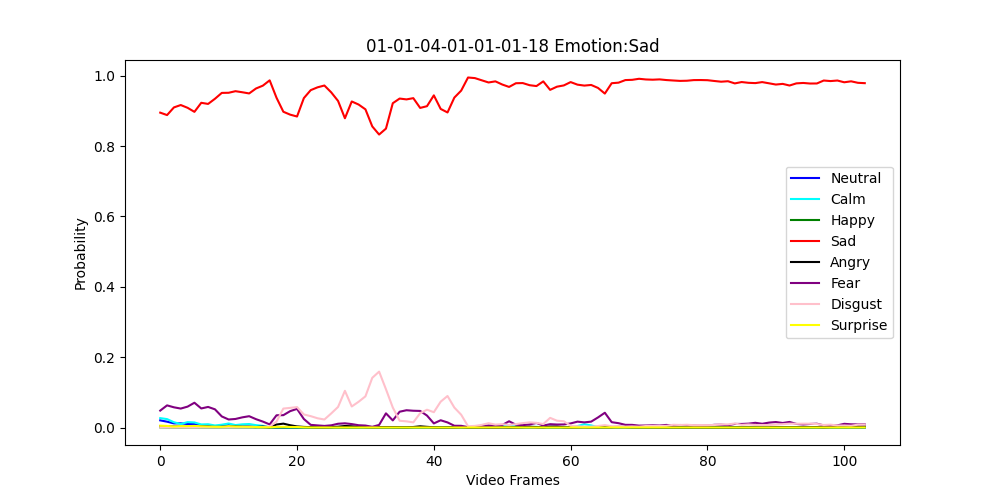 01-01-04-01-01-01-18 Emotion:Sad
1.0
0.8
0.6
0.4
0.2
0.0
Probability
Neutral
Calm
Happy
Sad
Angry
Fear
Disgust
Surprise
0 20 40 60 80 100
Video Frames